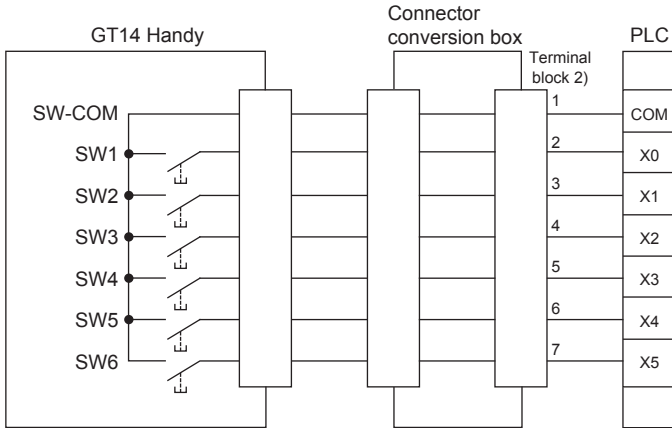 GT14 Handy
Connector
conversion box
PLC
Terminal
block 2)
SW-COM
1
COM
SW1
2
X0
SW2
3
X1
SW3
4
X2
SW4
5
X3
SW5
6
X4
SW6
7
X5